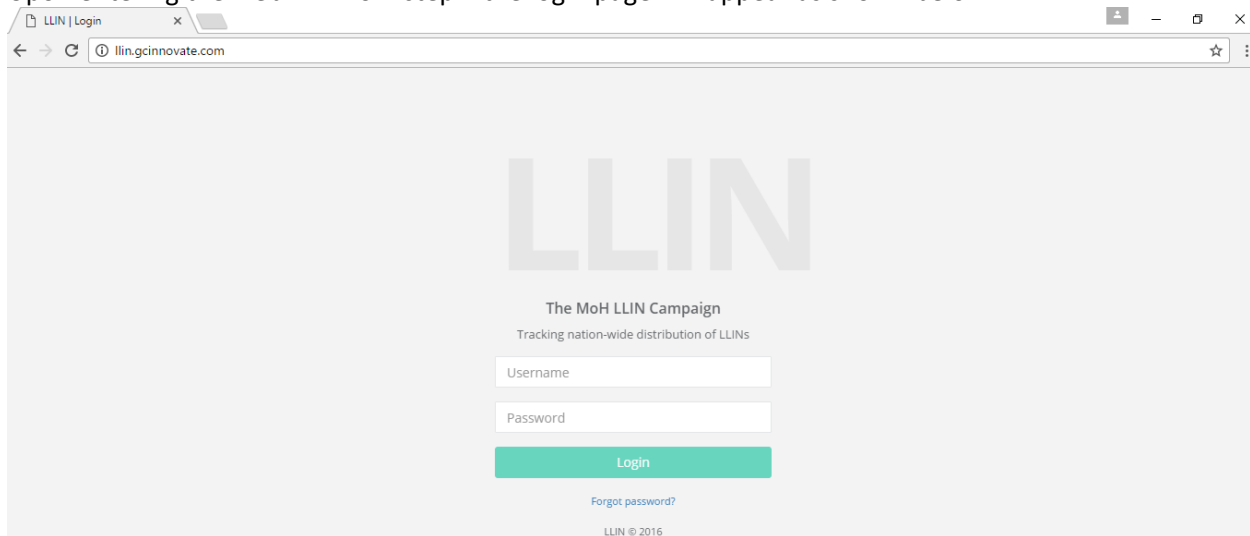 LLIN | Login
llin.gcinnovate.com
LLIN
The MoH LLIN Campaign
Tracking nation-wide distribution of LLINs
Username
Password
Login
Forgot password?
LLIN © 2016